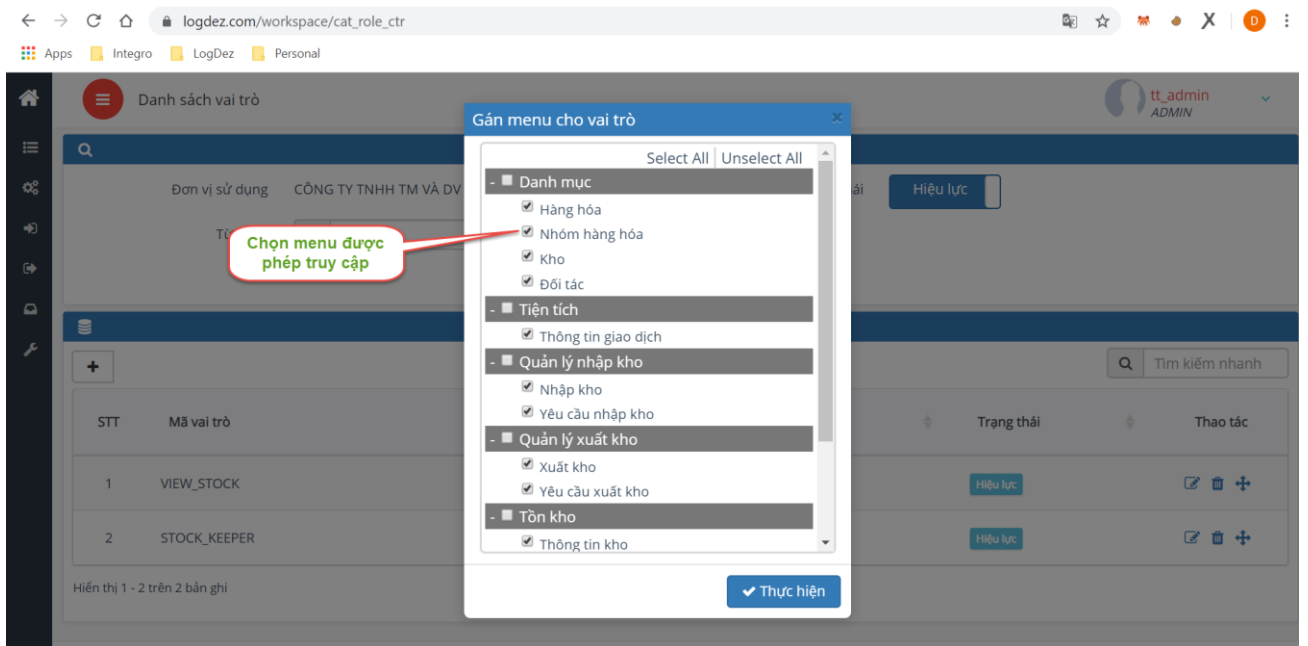 logdez.com/workspace/cat_role_ctr
D
Apps Integro LogDez Personal
Danh sách vai trò
tt_admin
ADMIN
Gán menu cho vai trò
×
Select All Unselect All
- Danh mục
Hàng hóa
Nhóm hàng hóa
Kho
Đối tác
- Tiện tích
Thông tin giao dịch
- Quản lý nhập kho
Nhập kho
Yêu cầu nhập kho
- Quản lý xuất kho
Xuất kho
Yêu cầu xuất kho
- Tồn kho
Thông tin kho
Thực hiện
Chọn menu được
phép truy cập
Đơn vị sử dụng CÔNG TY TNHH TM VÀ DV
Hiệu lực
Tìm kiếm nhanh
STT Mã vai trò Trạng thái Thao tác
1 VIEW_STOCK Hiệu lực
2 STOCK_KEEPER Hiệu lực
Hiển thị 1 - 2 trên 2 bản ghi